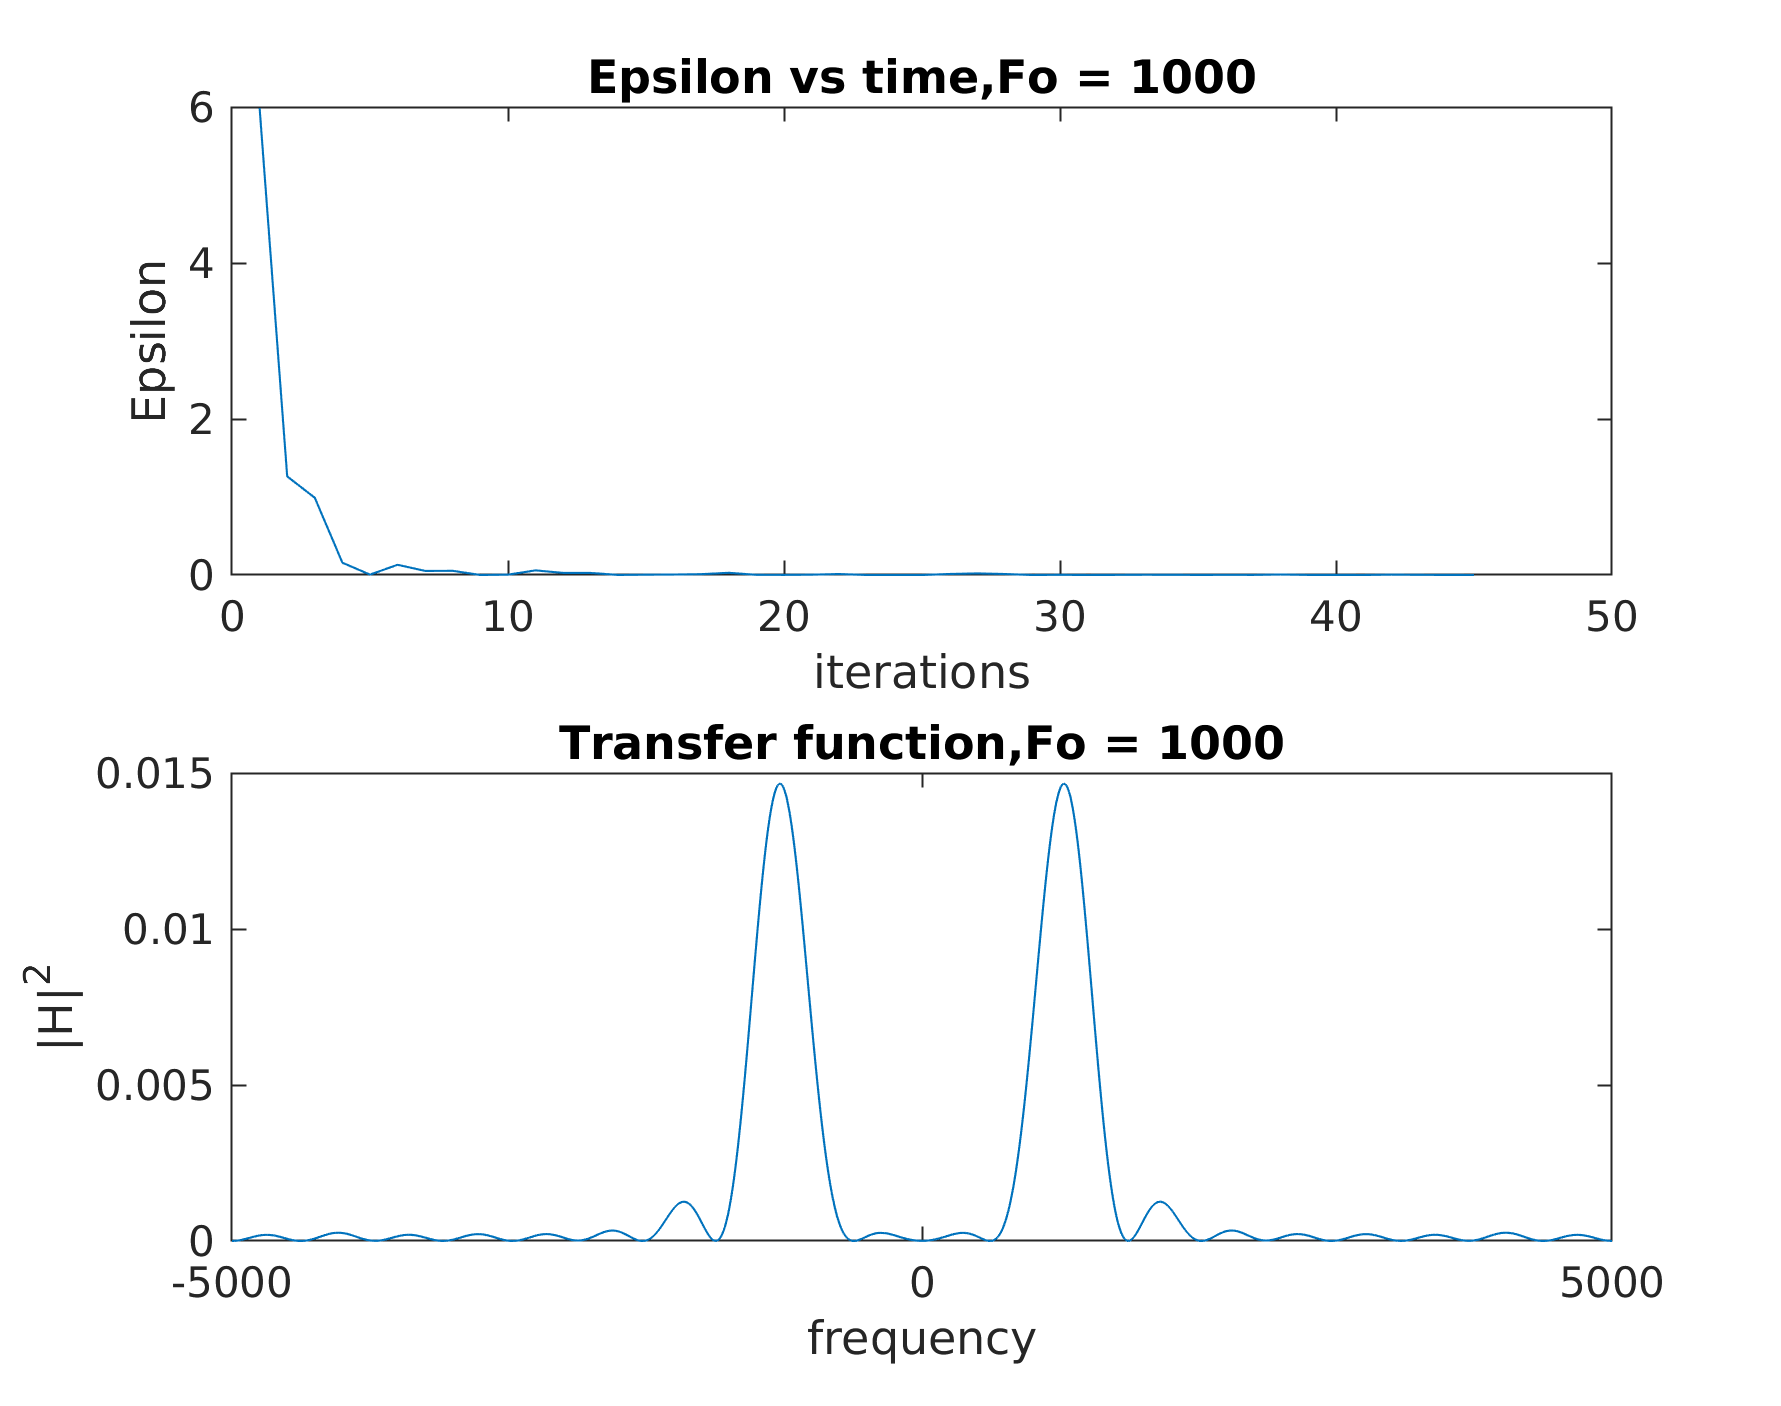 Epsilon vs time,Fo = 1000
6
4
2
0
Epsilon
0 10 20 30 40 50
iterations
Transfer function,Fo = 1000
0.015
0.01
0.005
0
|H|²
-5000 0 5000
frequency